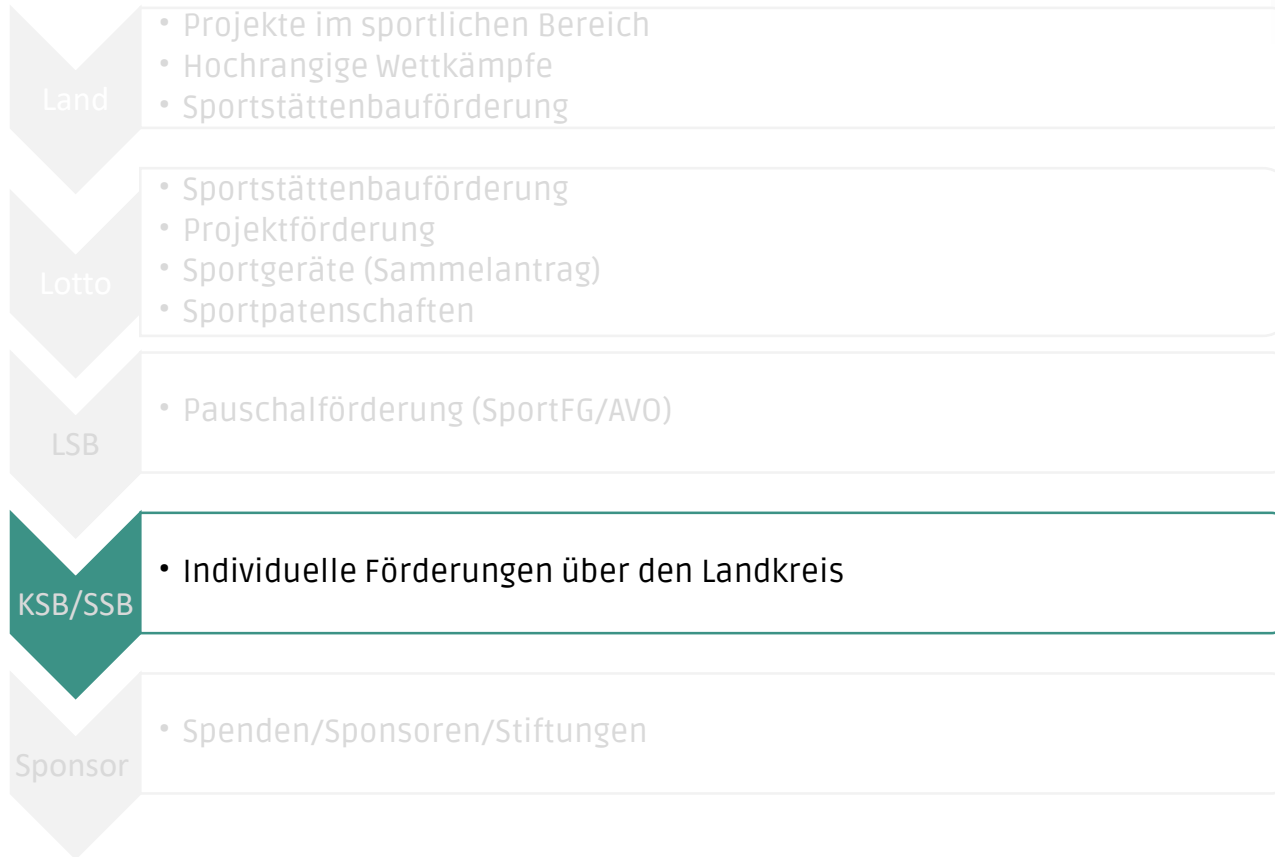 Land
• Projekte im sportlichen Bereich
• Hochrangige Wettkämpfe
• Sportstättenbauförderung
Lotto
• Sportstättenbauförderung
• Projektförderung
• Sportgeräte (Sammelantrag)
• Sportpatenschaften
LSB
• Pauschalförderung (SportFG/AVO)
KSB/SSB
• Individuelle Förderungen über den Landkreis
Sponsor
• Spenden/Sponsoren/Stiftungen